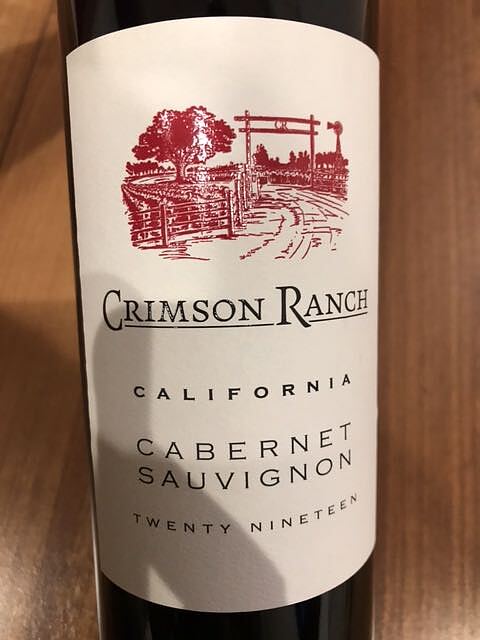 CR
CRIMSON RANCH
CALIFORNIA
CABERNET
SAUVIGNON
TWENTY NINETEEN